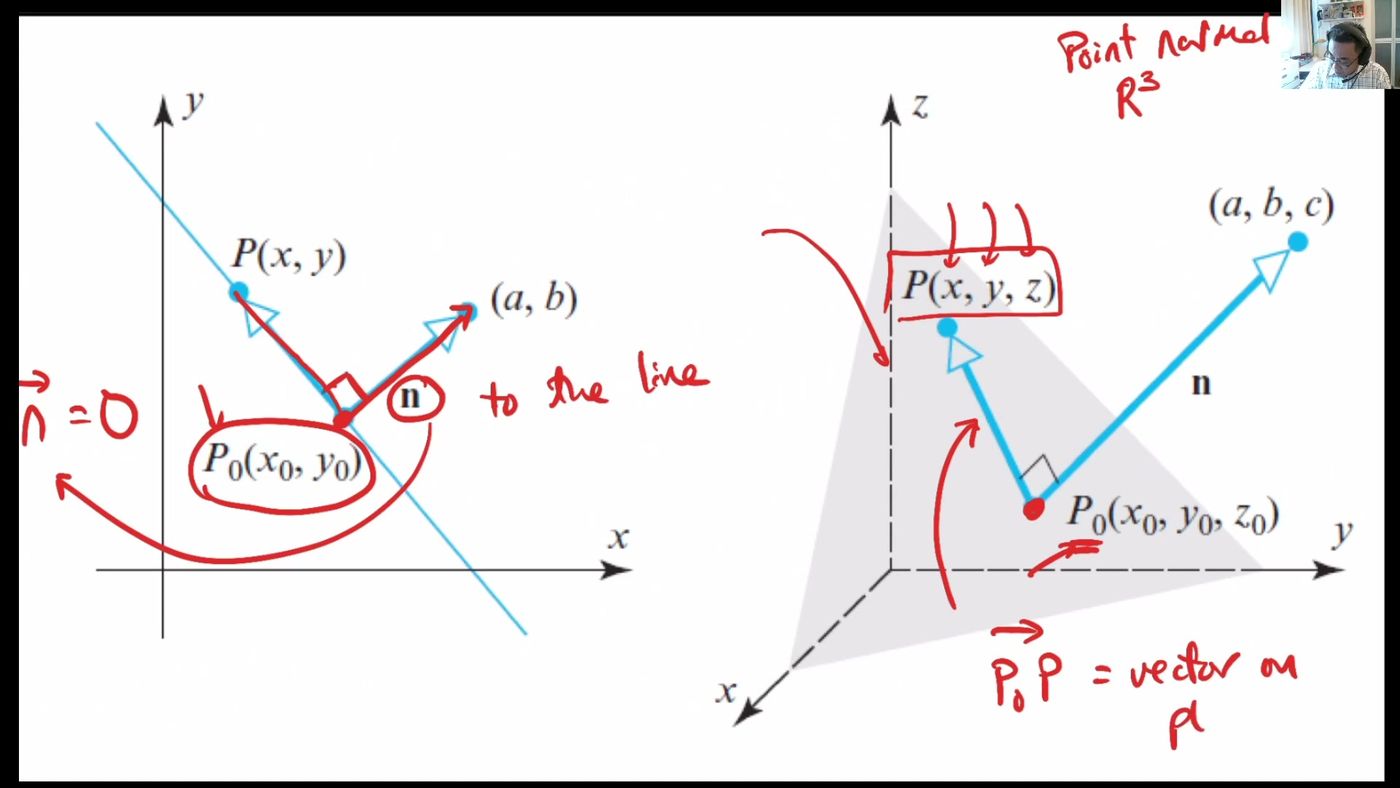 Point normal
R³
y
z
(a, b, c)
P(x, y)
P(x, y, z)
(a, b)
n
n
to the line
n = 0
P₀(x₀, y₀)
P₀(x₀, y₀, z₀)
x
y
P₀P = vector on
pl
x